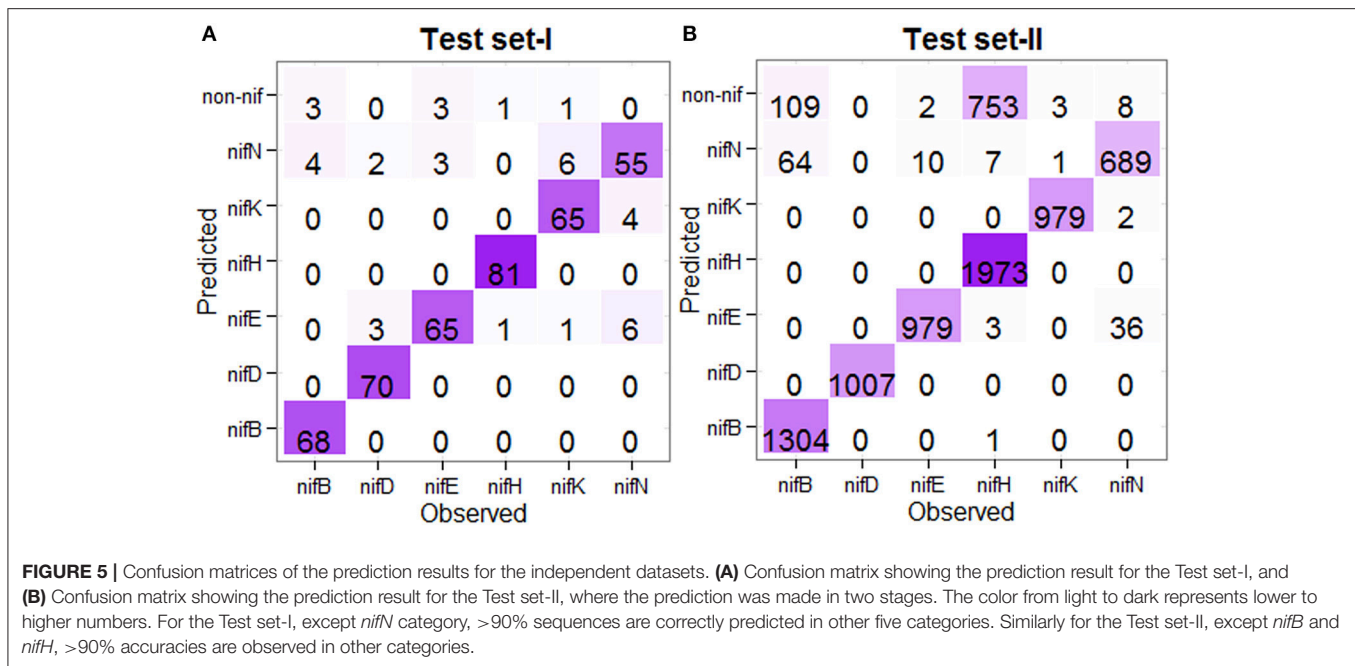 A
Test set-I
non-nif 3 0 3 1 1 0
nifN 4 2 3 0 6 55
nifK 0 0 0 0 65 4
nifH 0 0 0 81 0 0
nifE 0 3 65 1 1 6
nifD 0 70 0 0 0 0
nifB 68 0 0 0 0 0
Predicted
nifB nifD nifE nifH nifK nifN
Observed
B
Test set-II
non-nif 109 0 2 753 3 8
nifN 64 0 10 7 1 689
nifK 0 0 0 0 979 2
nifH 0 0 0 1973 0 0
nifE 0 0 979 3 0 36
nifD 0 1007 0 0 0 0
nifB 1304 0 0 1 0 0
Predicted
nifB nifD nifE nifH nifK nifN
Observed
FIGURE 5 | Confusion matrices of the prediction results for the independent datasets. (A) Confusion matrix showing the prediction result for the Test set-I, and
(B) Confusion matrix showing the prediction result for the Test set-II, where the prediction was made in two stages. The color from light to dark represents lower to
higher numbers. For the Test set-I, except nifN category, >90% sequences are correctly predicted in other five categories. Similarly for the Test set-II, except nifB and
nifH, >90% accuracies are observed in other categories.